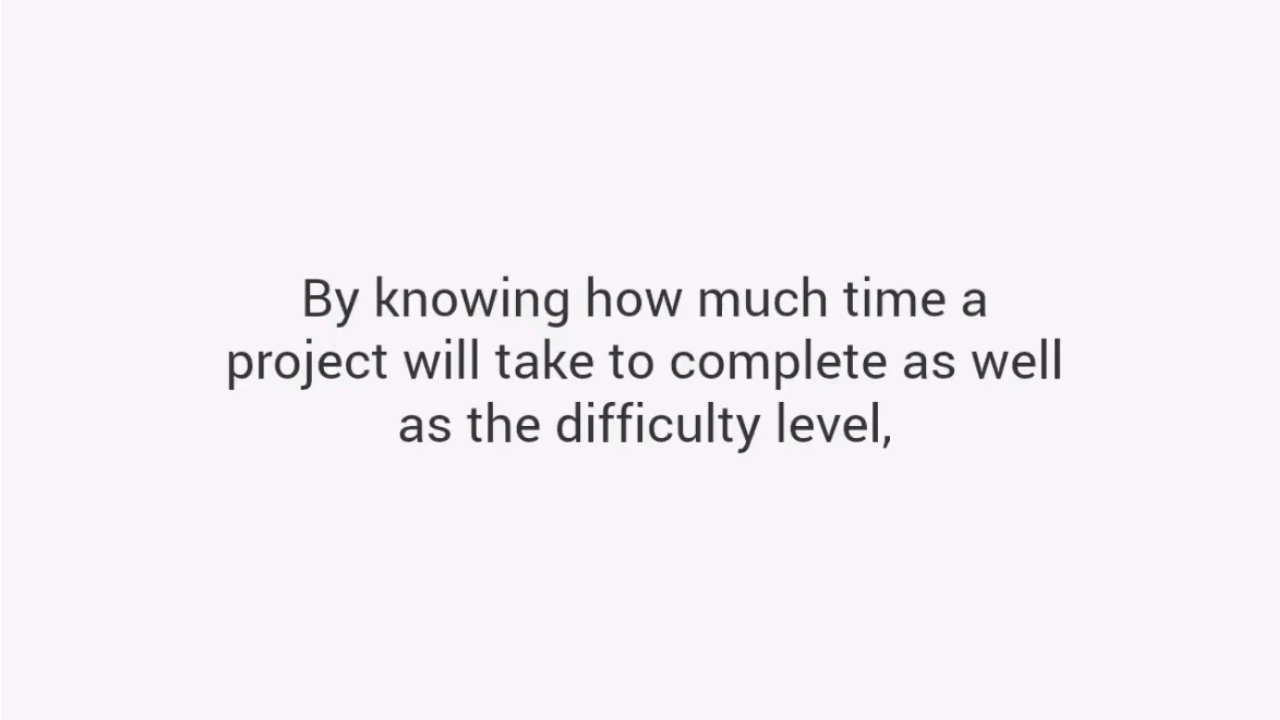 By knowing how much time a
project will take to complete as well
as the difficulty level,